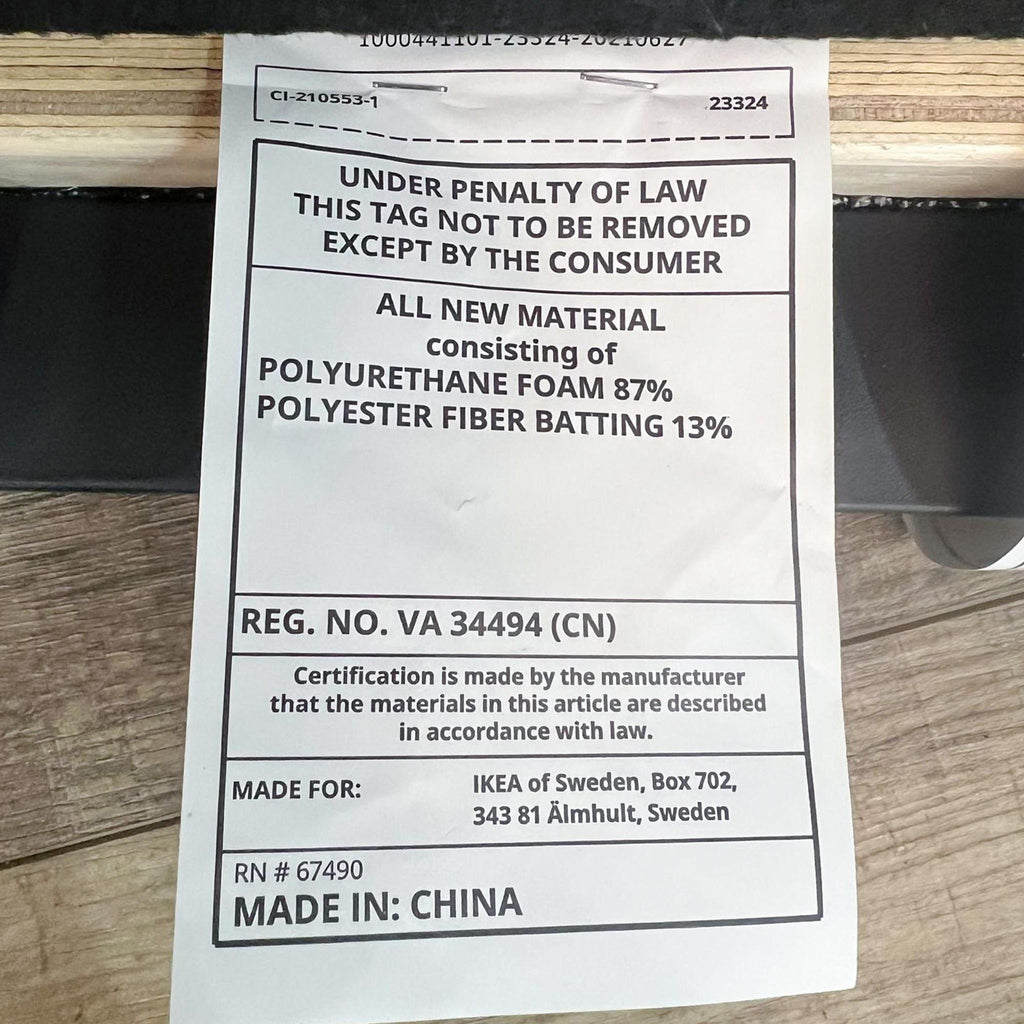 1000441101-23324-20210627
CI-210553-1 23324
UNDER PENALTY OF LAW
THIS TAG NOT TO BE REMOVED
EXCEPT BY THE CONSUMER
ALL NEW MATERIAL
consisting of
POLYURETHANE FOAM 87%
POLYESTER FIBER BATTING 13%
REG. NO. VA 34494 (CN)
Certification is made by the manufacturer
that the materials in this article are described
in accordance with law.
MADE FOR: IKEA of Sweden, Box 702,
343 81 Älmhult, Sweden
RN # 67490
MADE IN: CHINA